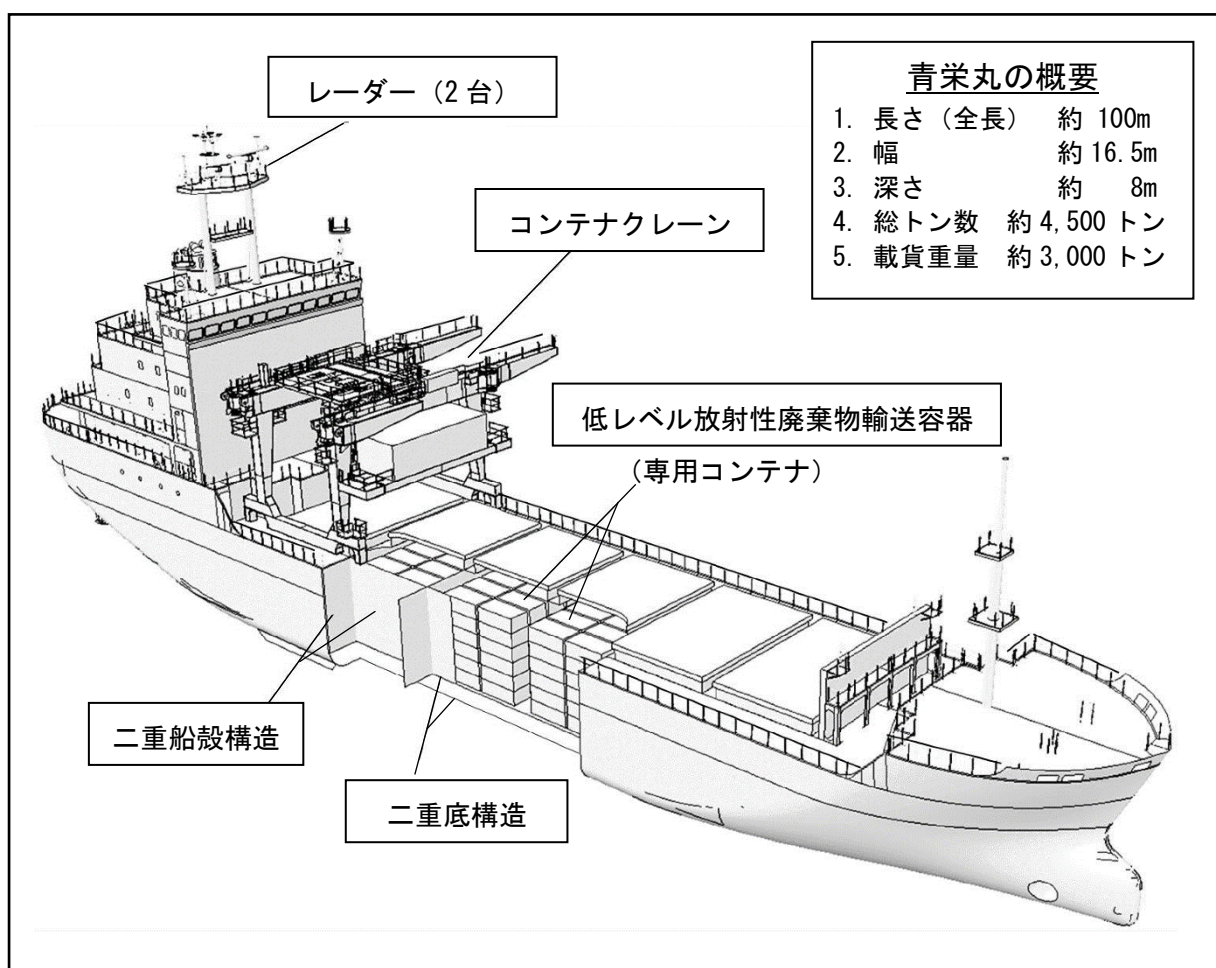 レーダー（2 台）
青栄丸の概要
1. 長さ（全長） 約 100m
2. 幅 約 16.5m
3. 深さ 約 8m
4. 総トン数 約 4,500 トン
5. 載貨重量 約 3,000 トン
コンテナクレーン
低レベル放射性廃棄物輸送容器
（専用コンテナ）
二重船殻構造
二重底構造